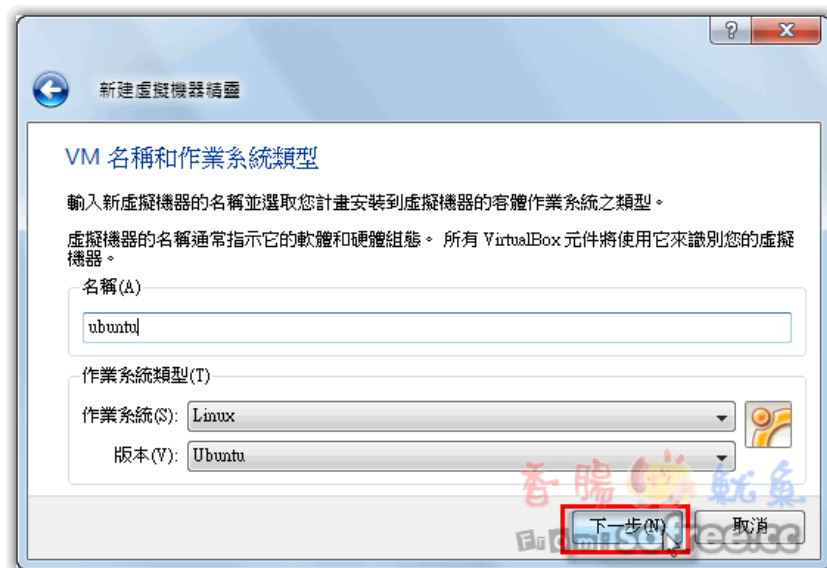 新建虛擬機器精靈
VM 名稱和作業系統類型
輸入新虛擬機器的名稱並選取您計畫安裝到虛擬機器的客體作業系統之類型。
虛擬機器的名稱通常指示它的軟體和硬體組態。 所有 VirtualBox 元件將使用它來識別您的虛擬
機器。
名稱(A)
ubuntu
作業系統類型(T)
作業系統(S): Linux
版本(V): Ubuntu
香腸魷魚
下一步(N) 取消
From: isofree.cc